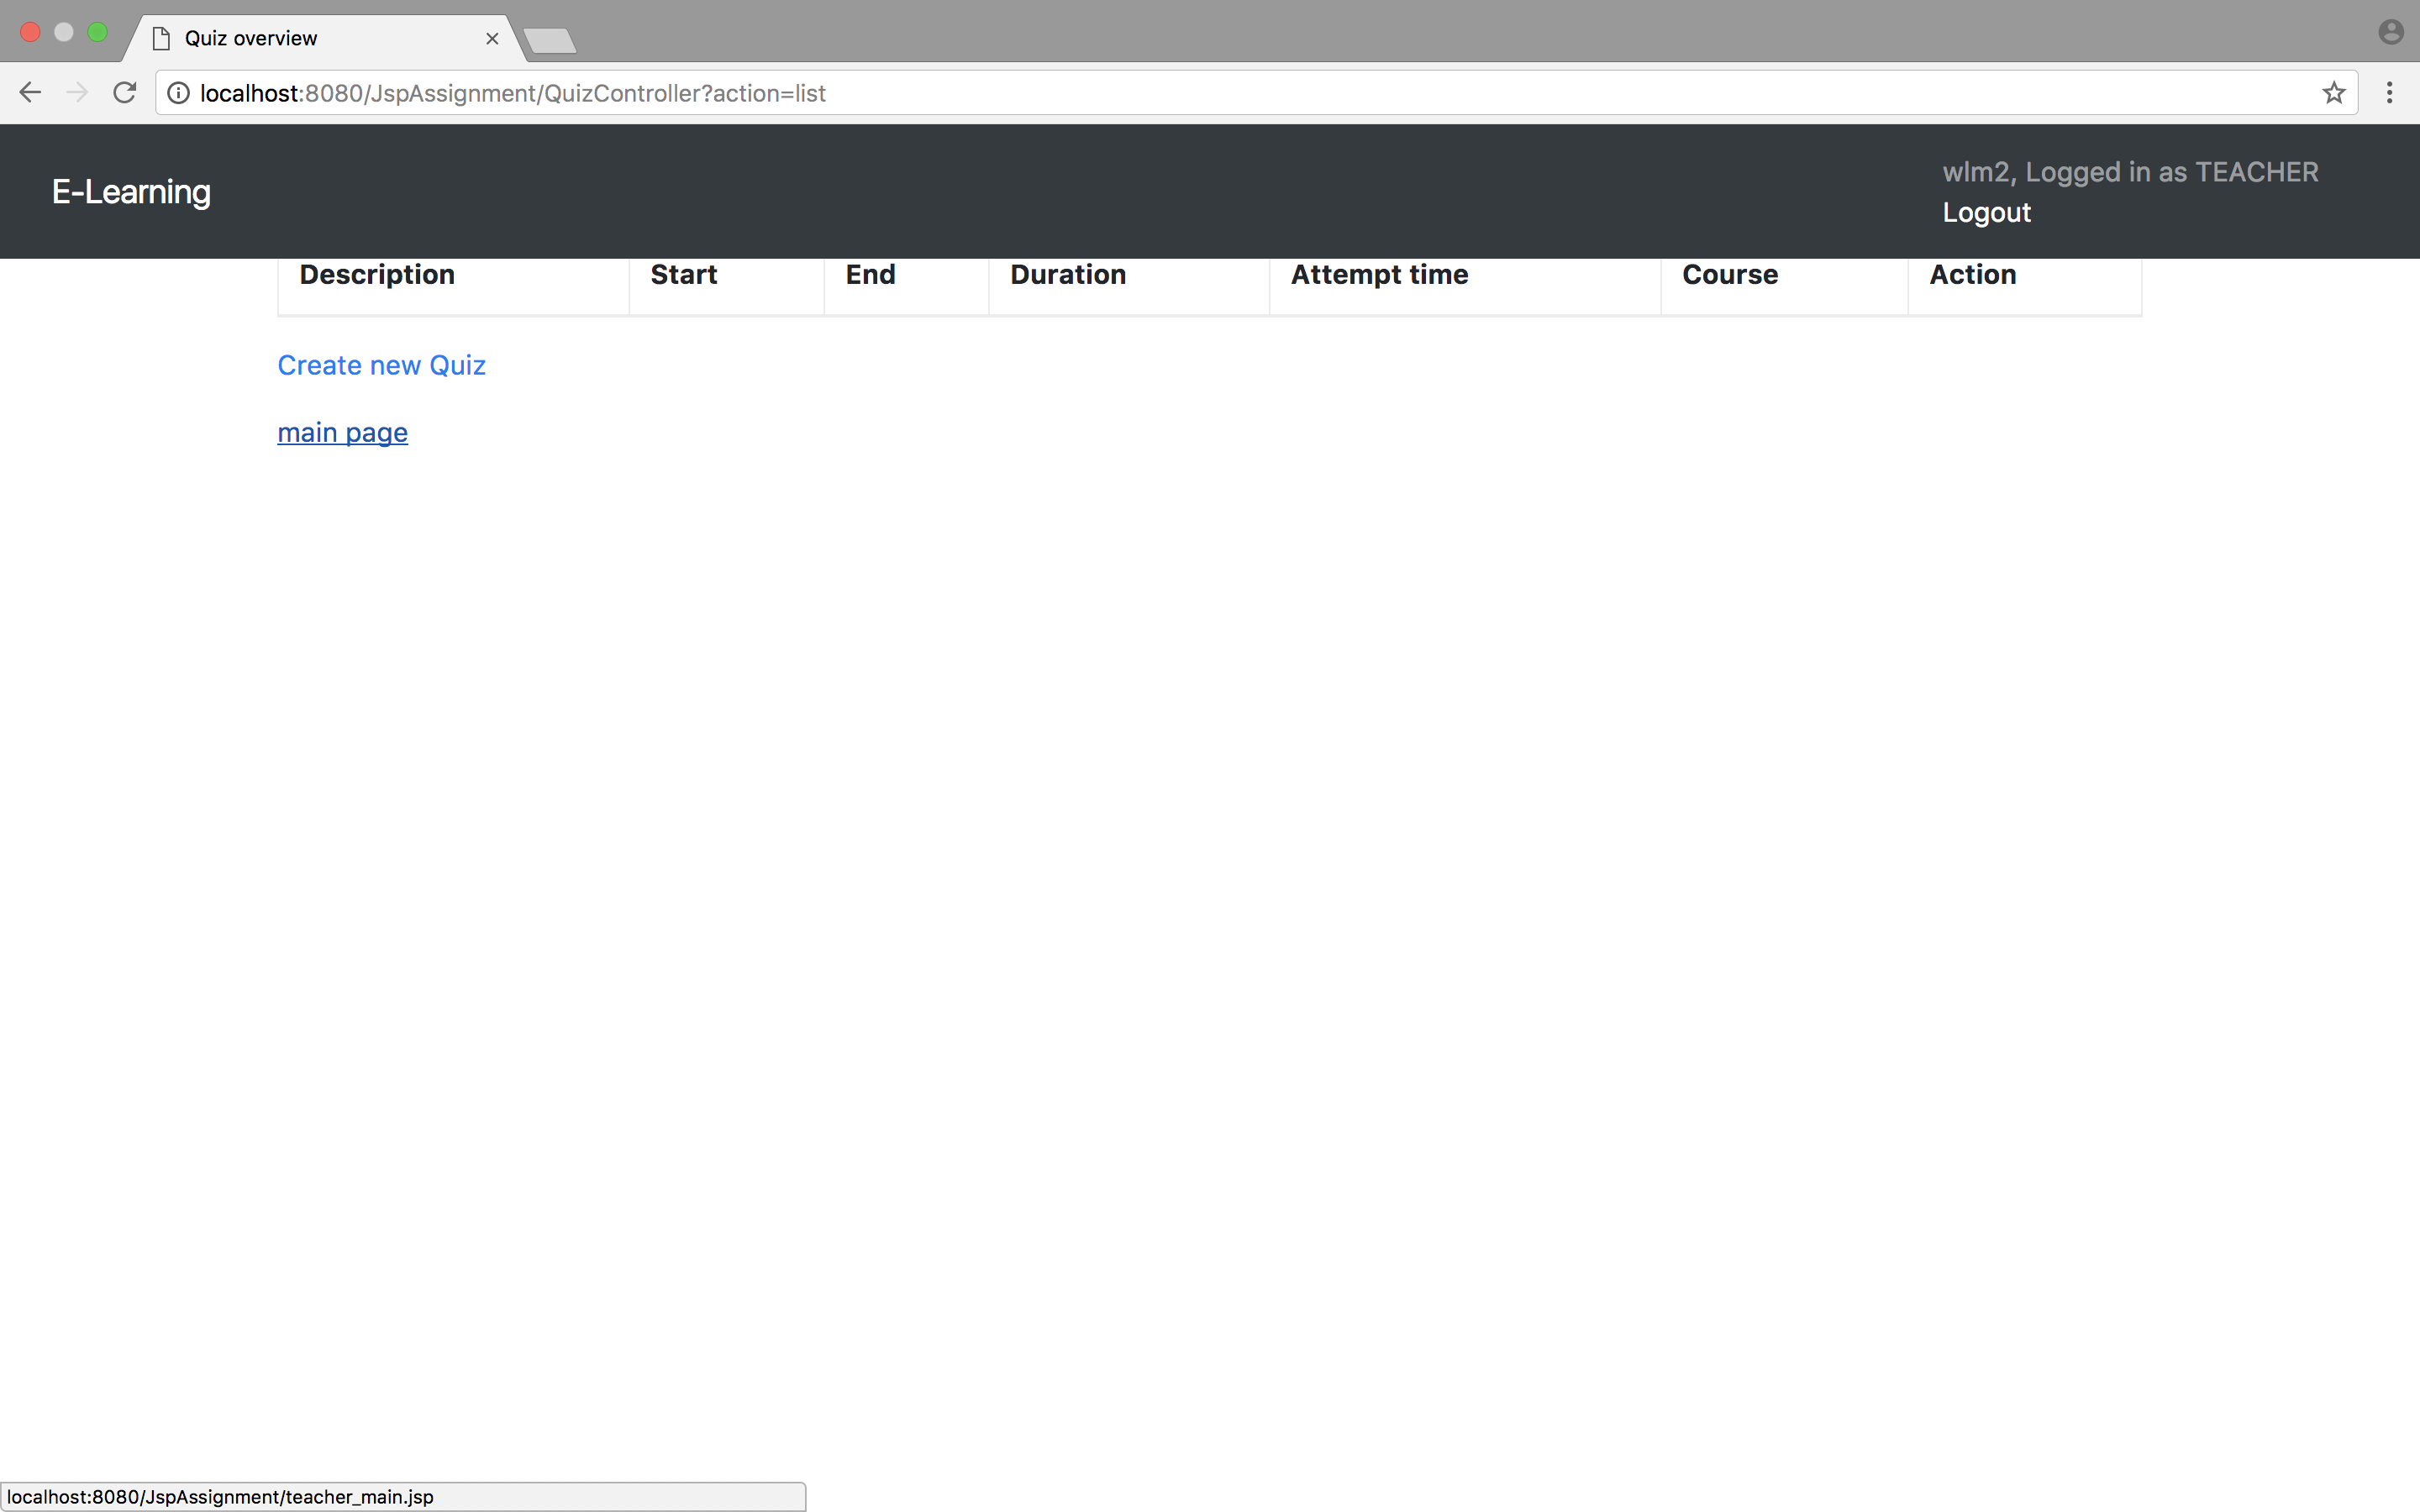 Quiz overview
localhost:8080/JspAssignment/QuizController?action=list
E-Learning
wlm2, Logged in as TEACHER
Logout
Description Start End Duration Attempt time Course Action
Create new Quiz
main page
localhost:8080/JspAssignment/teacher_main.jsp